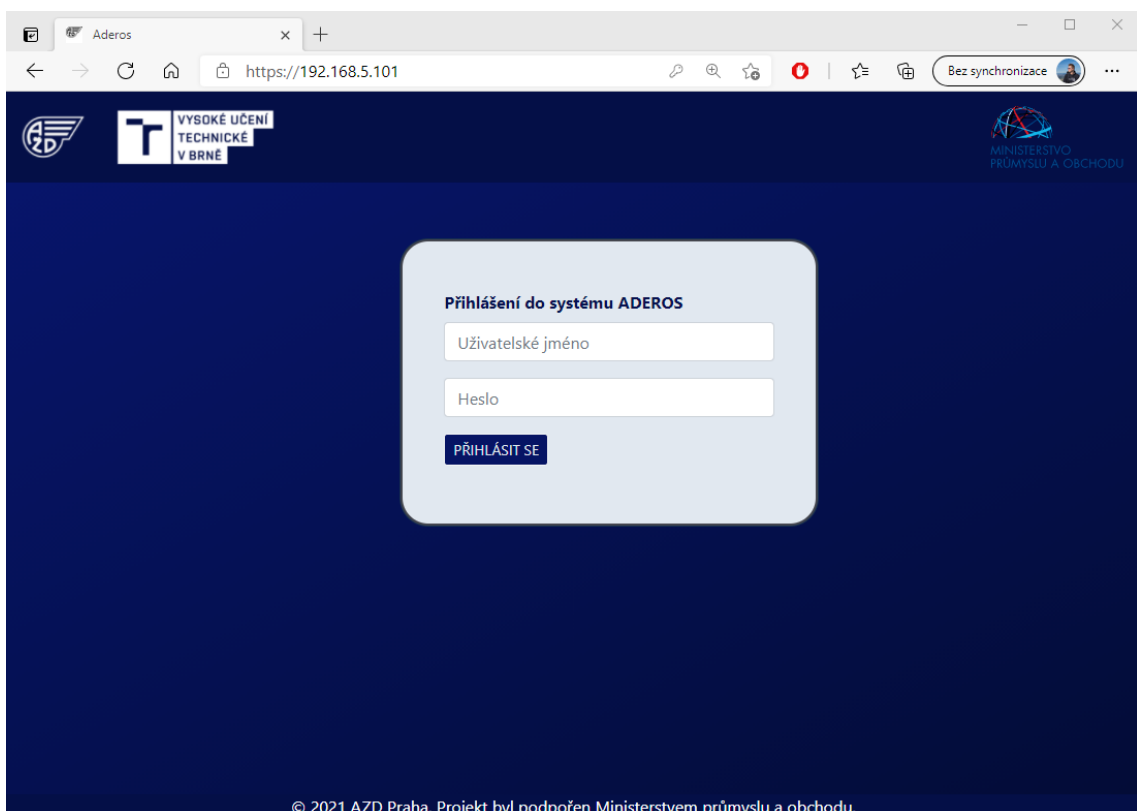 Aderos
https://192.168.5.101
Bez synchronizace
AŽD
VYSOKÉ UČENÍ
TECHNICKÉ
V BRNĚ
MINISTERSTVO
PRŮMYSLU A OBCHODU
Přihlášení do systému ADEROS
Uživatelské jméno
Heslo
PŘIHLÁSIT SE
© 2021 AZD Praha. Projekt byl podpořen Ministerstvem průmyslu a obchodu.